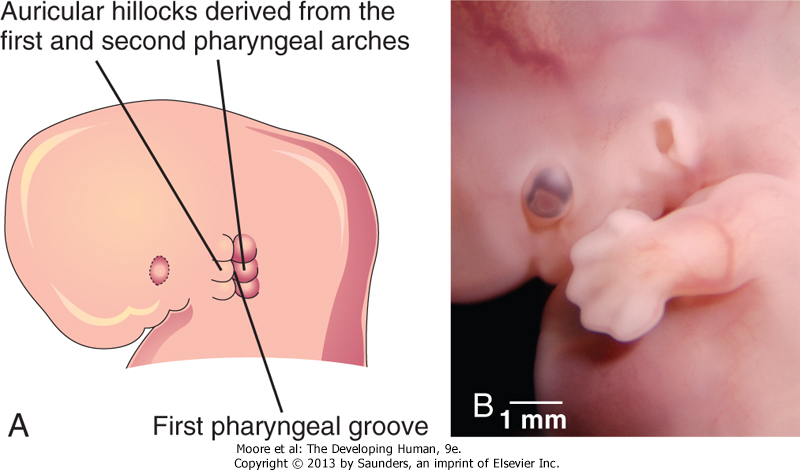 Auricular hillocks derived from the
first and second pharyngeal arches
A
First pharyngeal groove
B
1 mm
Moore et al: The Developing Human, 9e.
Copyright © 2013 by Saunders, an imprint of Elsevier Inc.